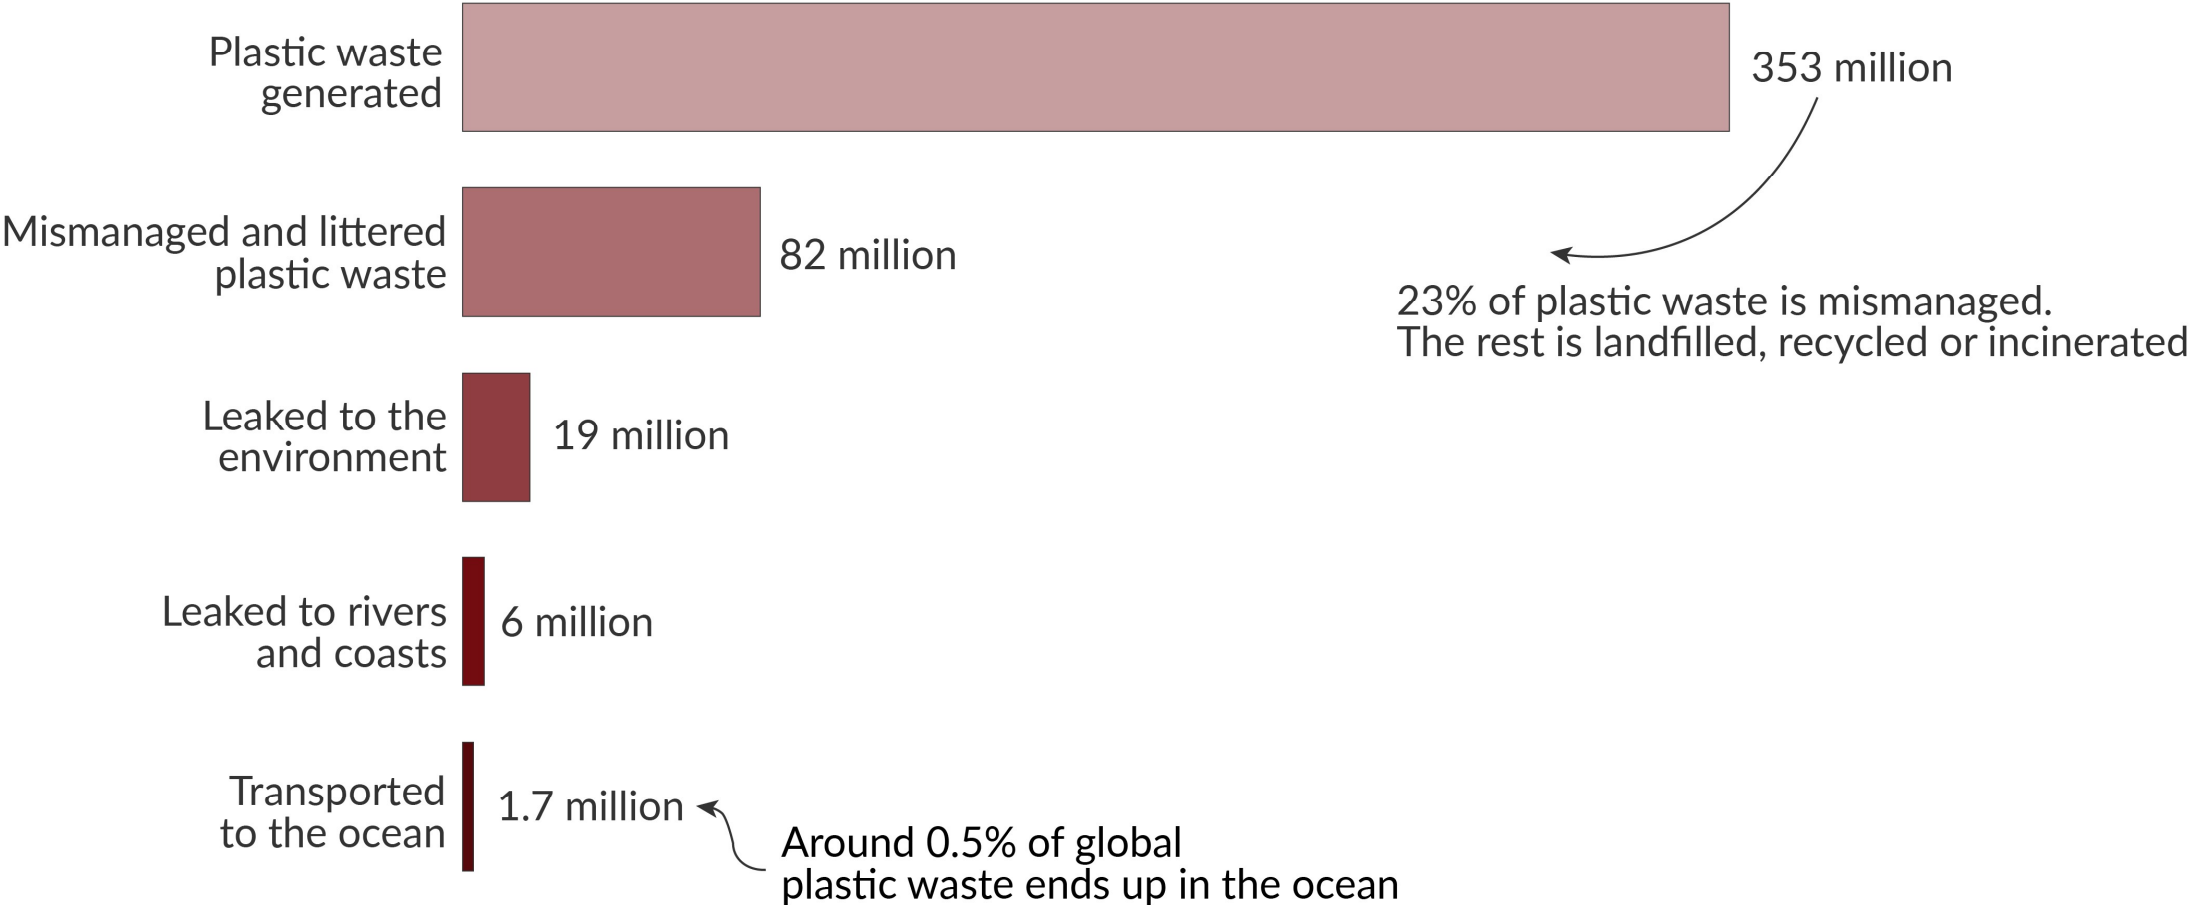 Plastic waste
generated
353 million
Mismanaged and littered
plastic waste
82 million
23% of plastic waste is mismanaged.
The rest is landfilled, recycled or incinerated
Leaked to the
environment
19 million
Leaked to rivers
and coasts
6 million
Transported
to the ocean
1.7 million
Around 0.5% of global
plastic waste ends up in the ocean